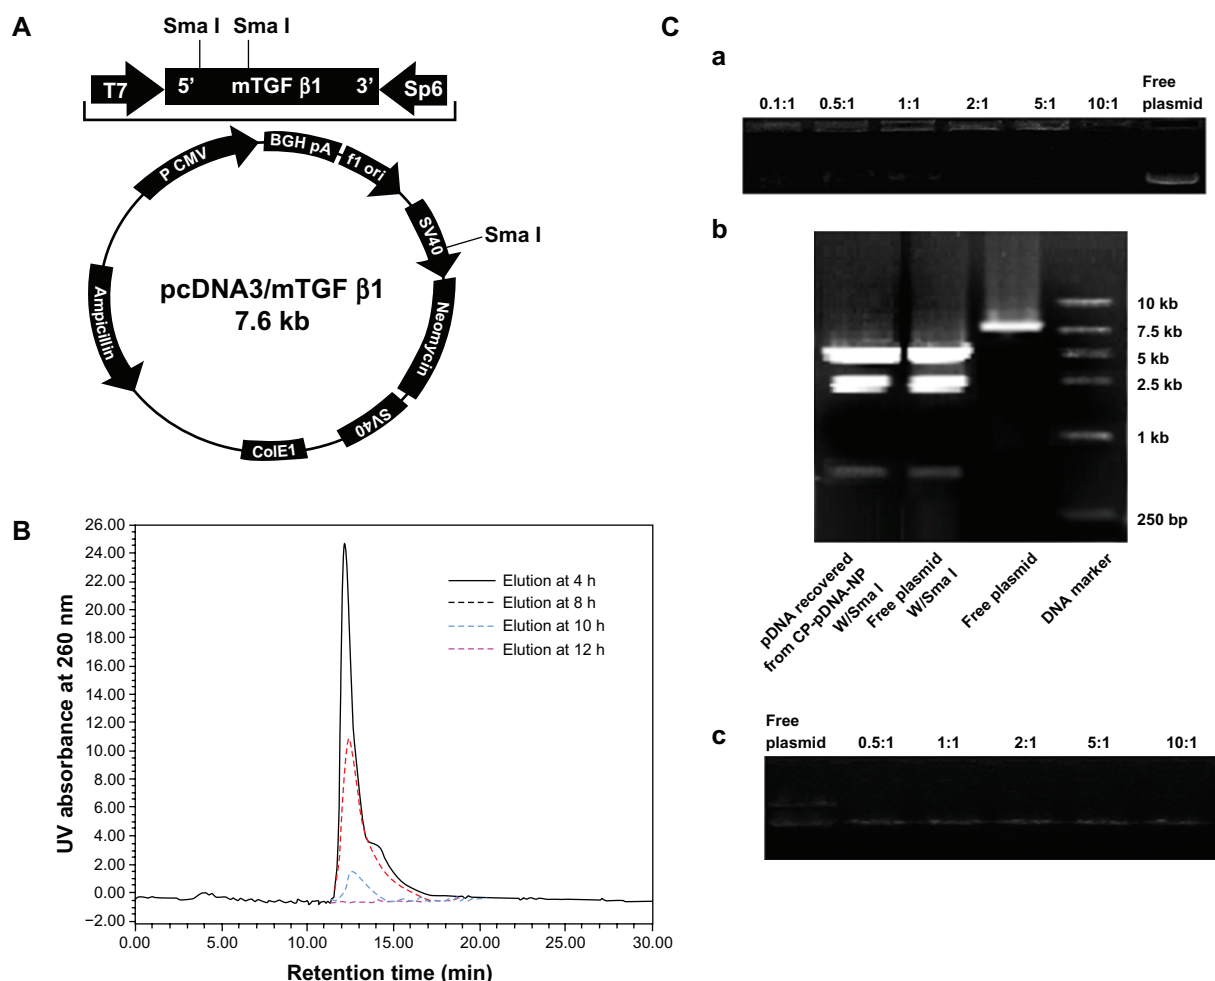 A
Sma I Sma I
T7 5’ mTGF β1 3’ Sp6
P CMV
BGH pA
f1 ori
SV40
Sma I
Neomycin
SV40
ColE1
Ampicillin
pcDNA3/mTGF β1
7.6 kb
B
UV absorbance at 260 nm
26.00
24.00
22.00
20.00
18.00
16.00
14.00
12.00
10.00
8.00
6.00
4.00
2.00
0.00
−2.00
0.00 5.00 10.00 15.00 20.00 25.00 30.00
Retention time (min)
Elution at 4 h
Elution at 8 h
Elution at 10 h
Elution at 12 h
C
a
0.1:1 0.5:1 1:1 2:1 5:1 10:1 Free
plasmid
b
10 kb
7.5 kb
5 kb
2.5 kb
1 kb
250 bp
pDNA recovered
from CP-pDNA-NP
W/Sma I
Free plasmid
W/Sma I
Free plasmid
DNA marker
c
Free
plasmid 0.5:1 1:1 2:1 5:1 10:1